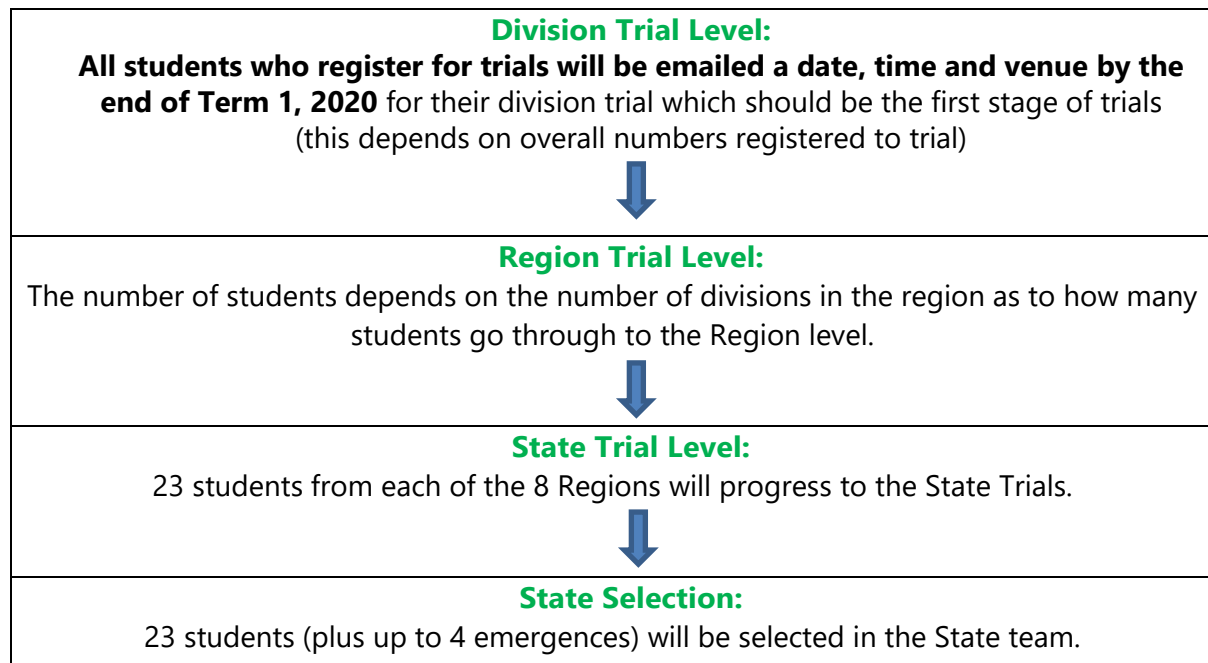 Division Trial Level:
All students who register for trials will be emailed a date, time and venue by the
end of Term 1, 2020 for their division trial which should be the first stage of trials
(this depends on overall numbers registered to trial)
Region Trial Level:
The number of students depends on the number of divisions in the region as to how many
students go through to the Region level.
State Trial Level:
23 students from each of the 8 Regions will progress to the State Trials.
State Selection:
23 students (plus up to 4 emergences) will be selected in the State team.